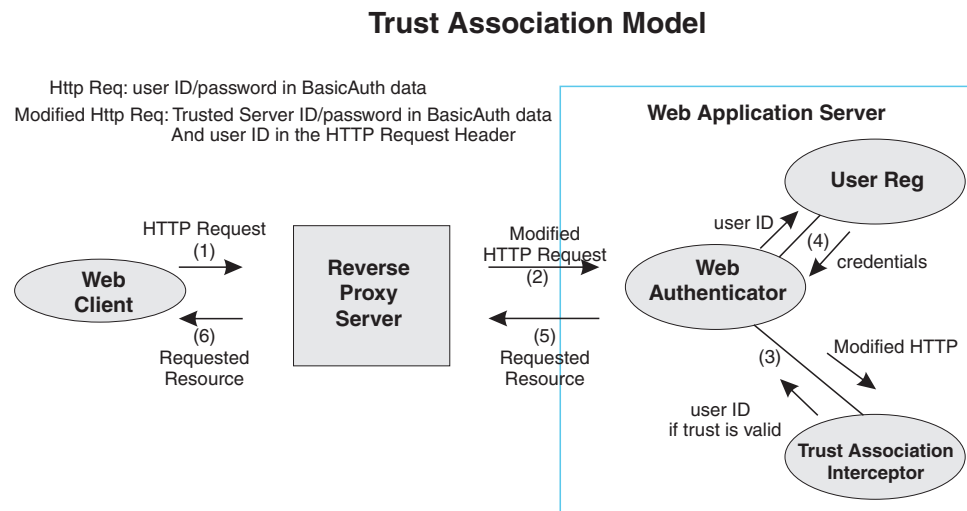 Trust Association Model
Http Req: user ID/password in BasicAuth data
Modified Http Req: Trusted Server ID/password in BasicAuth data
And user ID in the HTTP Request Header
Web Application Server
User Reg
user ID
(4)
credentials
HTTP Request
(1)
Modified
HTTP Request
(2)
Web
Client
Reverse
Proxy
Server
Web
Authenticator
(6)
Requested
Resource
(5)
Requested
Resource
(3)
Modified HTTP
user ID
if trust is valid
Trust Association
Interceptor